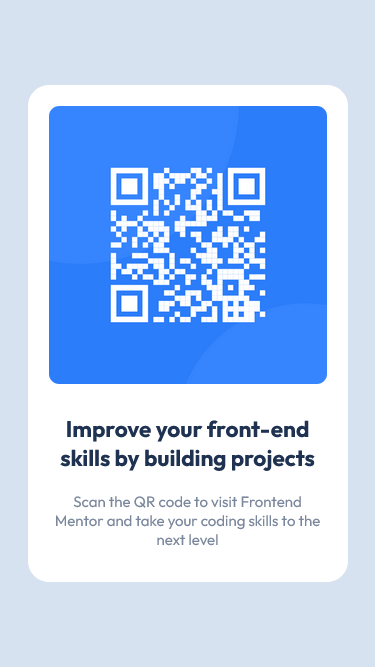 Improve your front-end
skills by building projects
Scan the QR code to visit Frontend
Mentor and take your coding skills to the
next level